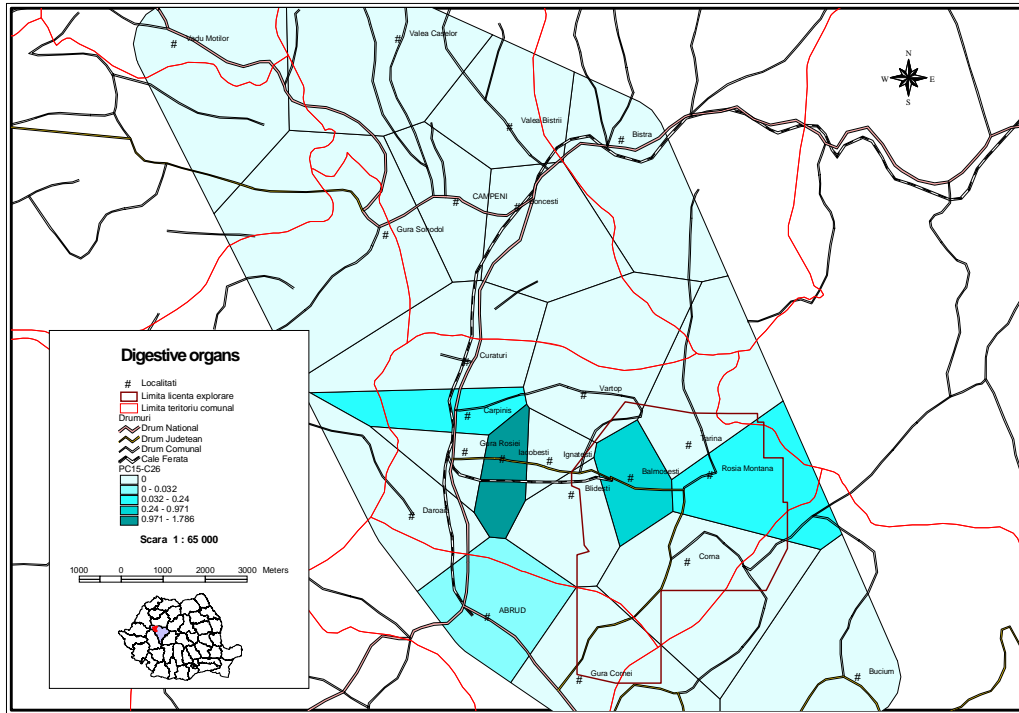 Vadu Motilor
Valea Caselor
N
W E
S
Valea Bistrii
Bistra
CAMPENI
Boncesti
Gura Sohodol
Digestive organs
# Localitati
Limita licenta explorare
Limita teritoriu comunal
Drumuri
Drum National
Drum Judetean
Drum Comunal
Cale Ferata
PC15-C26
0
0 - 0.032
0.032 - 0.24
0.24 - 0.971
0.971 - 1.786
Scara 1 : 65 000
1000 0 1000 2000 3000 Meters
Curaturi
Vartop
Carpinis
Gura Rosiei
Iacobesti
Ignatesti
Tarina
Balmosesti
Rosia Montana
Blidesti
Daroaia
Corna
ABRUD
Gura Cornei
Bucium